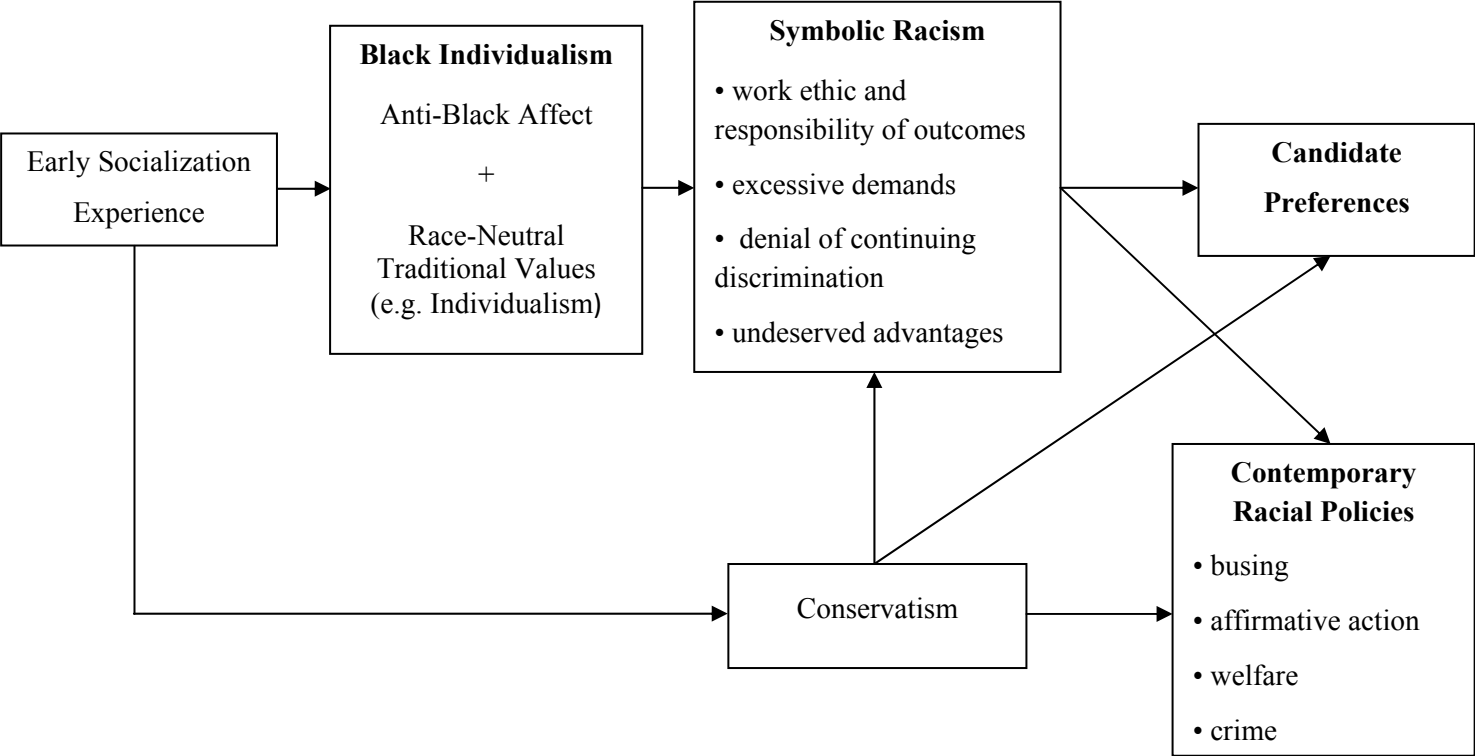 Early Socialization
Experience
Black Individualism
Anti-Black Affect
+
Race-Neutral
Traditional Values
(e.g. Individualism)
Symbolic Racism
• work ethic and
responsibility of outcomes
• excessive demands
• denial of continuing
discrimination
• undeserved advantages
Candidate
Preferences
Conservatism
Contemporary
Racial Policies
• busing
• affirmative action
• welfare
• crime